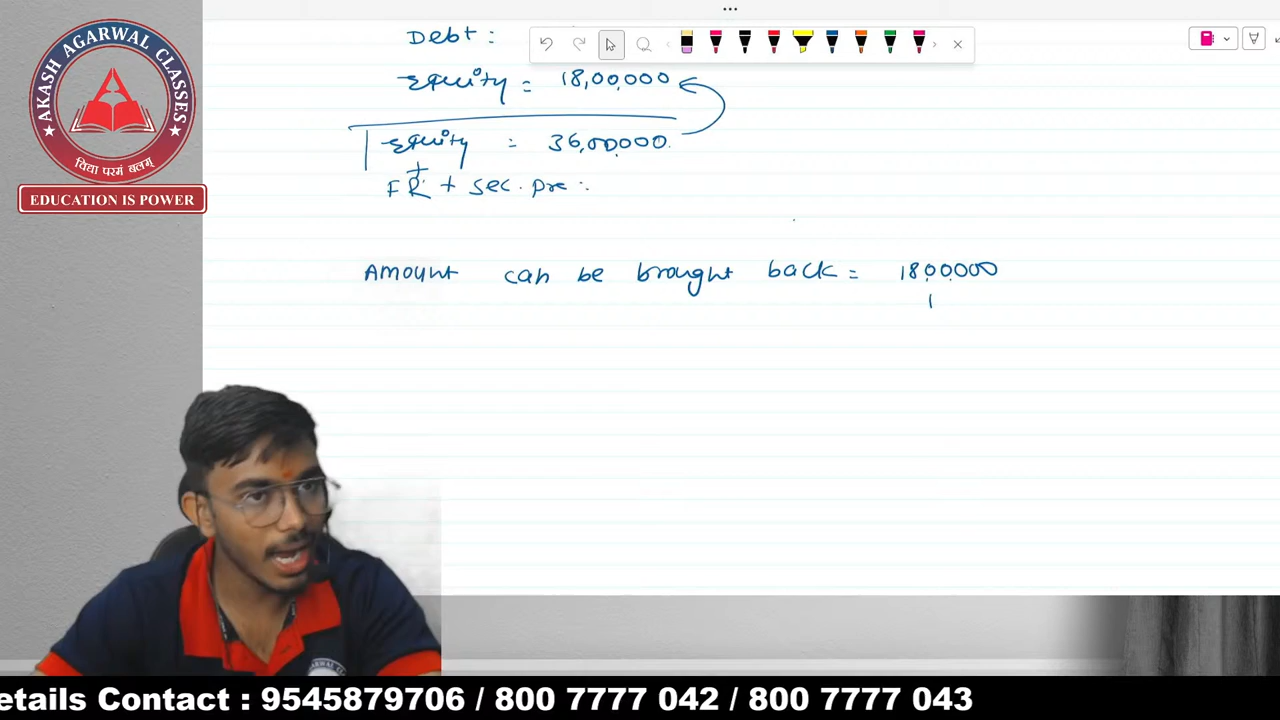 ...
AKASH AGARWAL CLASSES
विद्या परमं बलम्
EDUCATION IS POWER
Debt :
Equity = 18,00,000
Equity = 36,00,000
+
FR + Sec. Pre :
Amount can be brought back = 1800000
etails Contact : 9545879706 / 800 7777 042 / 800 7777 043